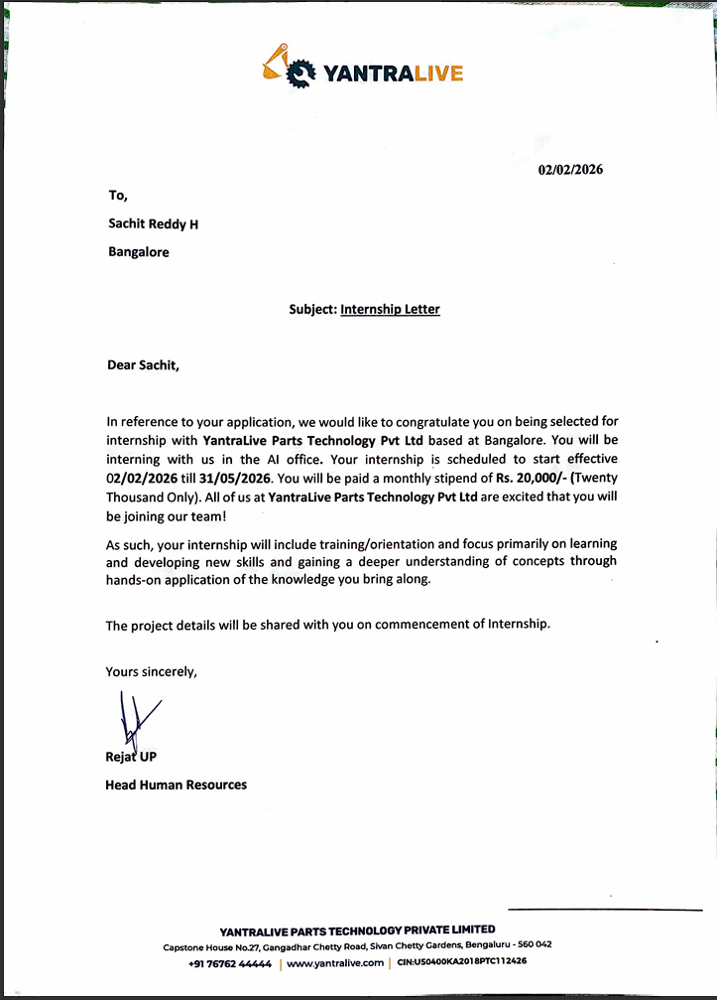 YANTRALIVE
02/02/2026
To,
Sachit Reddy H
Bangalore
Subject: Internship Letter
Dear Sachit,
In reference to your application, we would like to congratulate you on being selected for
internship with YantraLive Parts Technology Pvt Ltd based at Bangalore. You will be
interning with us in the AI office. Your internship is scheduled to start effective
02/02/2026 till 31/05/2026. You will be paid a monthly stipend of Rs. 20,000/- (Twenty
Thousand Only). All of us at YantraLive Parts Technology Pvt Ltd are excited that you will
be joining our team!
As such, your internship will include training/orientation and focus primarily on learning
and developing new skills and gaining a deeper understanding of concepts through
hands-on application of the knowledge you bring along.
The project details will be shared with you on commencement of Internship.
Yours sincerely,
Rejat UP
Head Human Resources
YANTRALIVE PARTS TECHNOLOGY PRIVATE LIMITED
Capstone House No.27, Gangadhar Chetty Road, Sivan Chetty Gardens, Bengaluru - 560 042
+91 76762 44444 | www.yantralive.com | CIN:U50400KA2018PTC112426